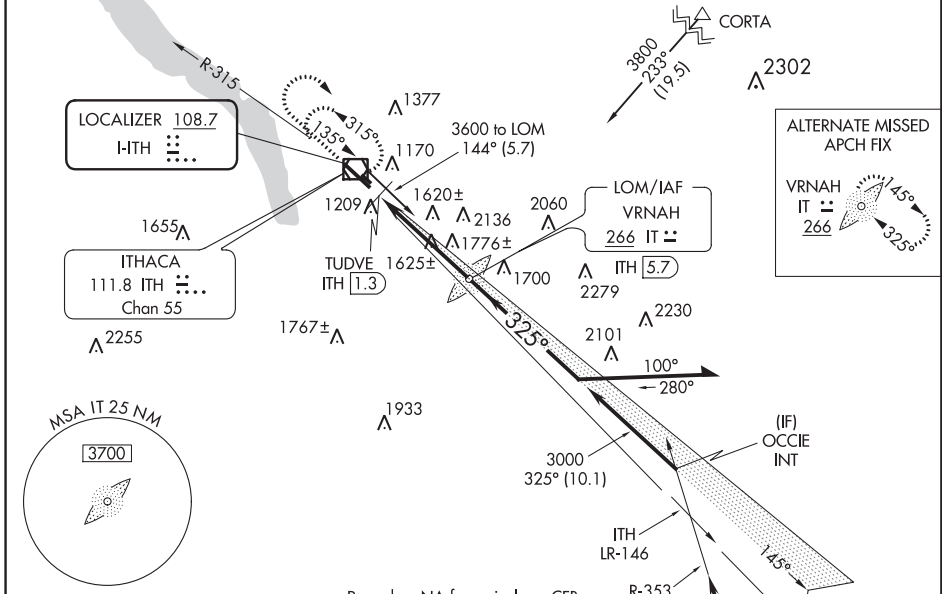 CORTA
3800
233°
(19.5)
2302
R-315
1377
LOCALIZER 108.7
I-ITH
135°
315°
3600 to LOM
144° (5.7)
ALTERNATE MISSED
APCH FIX
VRNAH
IT
266
145°
325°
1170
1209
1620±
2136
2060
LOM/IAF
VRNAH
266 IT
ITH 5.7
1655
ITHACA
111.8 ITH
Chan 55
TUDVE
ITH 1.3
1625±
1776±
1700
2279
2255
1767±
325°
2230
2101
100°
280°
1933
MSA IT 25 NM
3700
(IF)
OCCIE
INT
3000
325° (10.1)
ITH
LR-146
145°
R-353